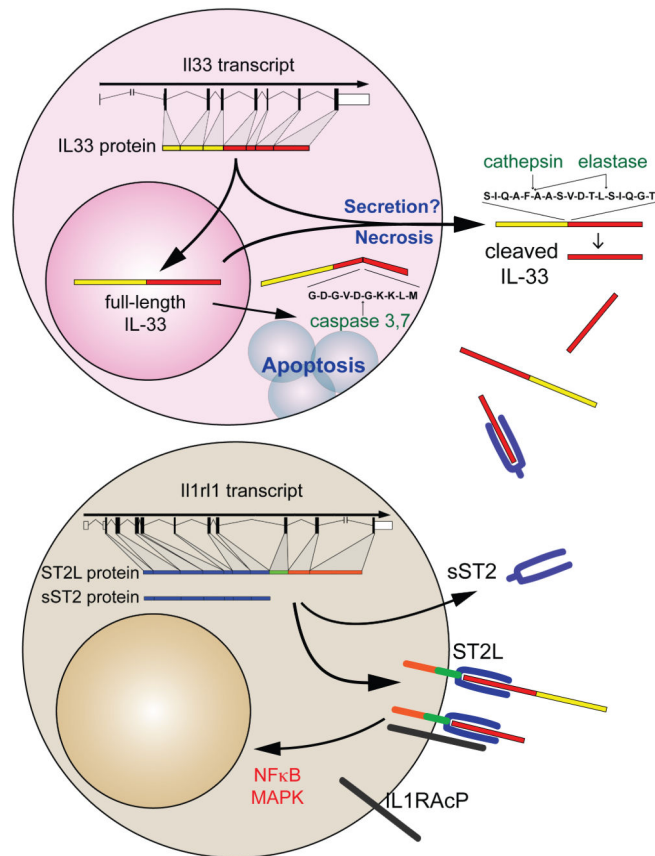 Il33 transcript
IL33 protein
cathepsin elastase
S-I-Q-A-F-A-A-S-V-D-T-L-S-I-Q-G-T
Secretion?
Necrosis
cleaved
IL-33
full-length
IL-33
G-D-G-V-D-G-K-K-L-M
caspase 3,7
Apoptosis
Il1rl1 transcript
ST2L protein
sST2 protein
sST2
ST2L
NFκB
MAPK
IL1RAcP